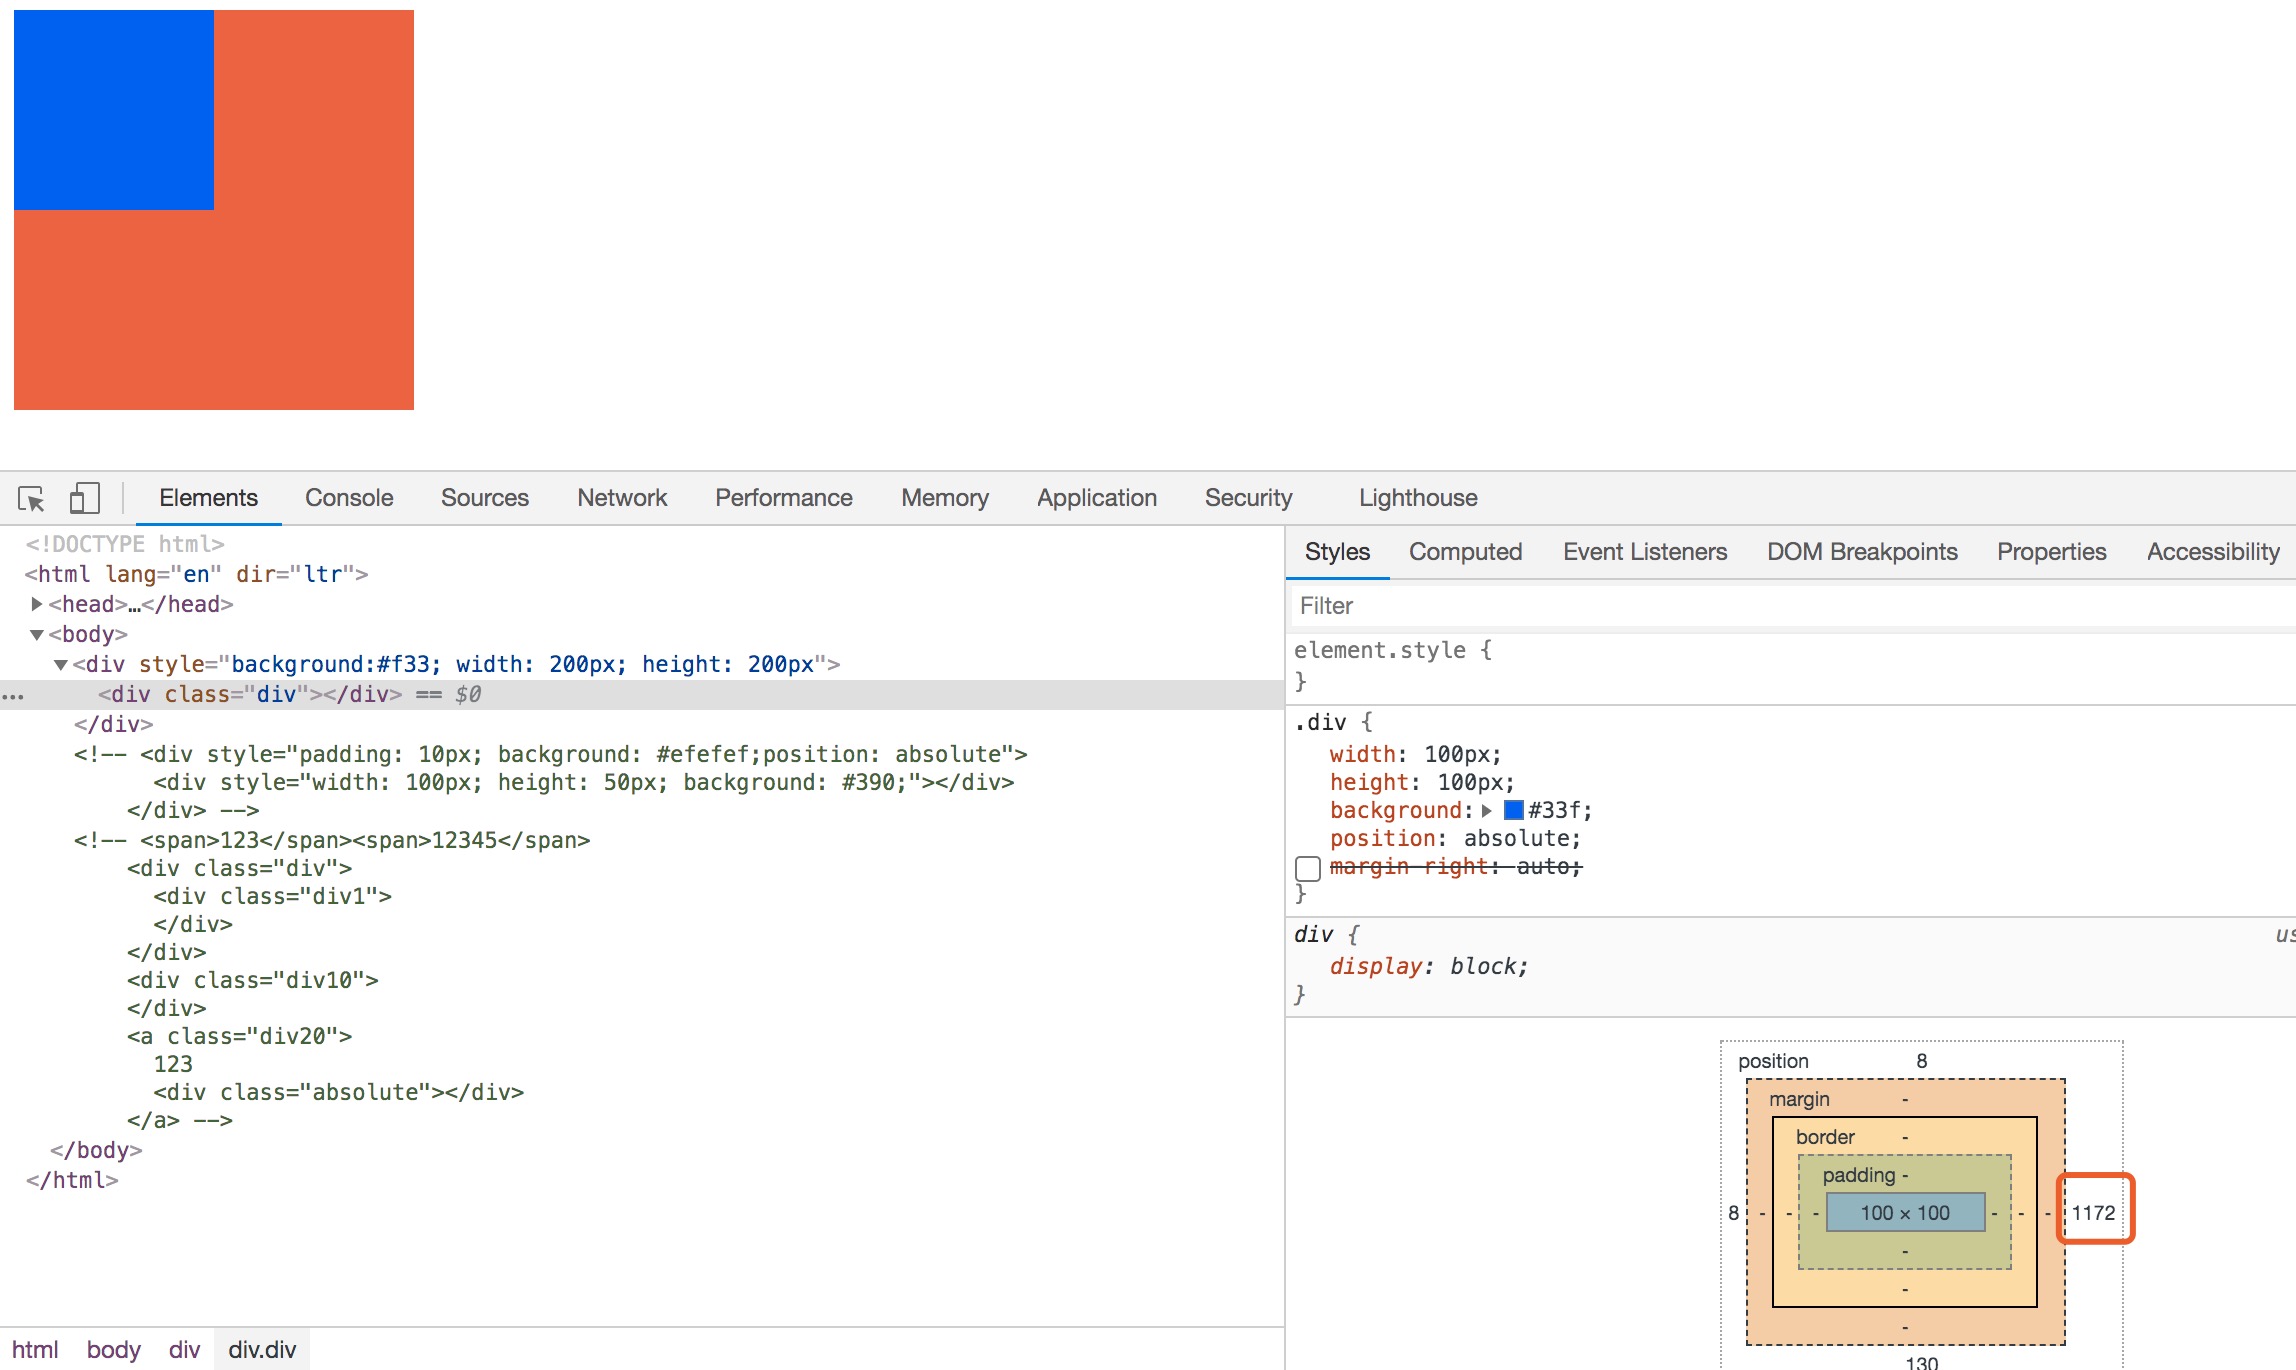 Elements Console Sources Network Performance Memory Application Security Lighthouse
<!DOCTYPE html>
<html lang="en" dir="ltr">
<head>…</head>
<body>
<div style="background:#f33; width: 200px; height: 200px">
… <div class="div"></div> == $0
</div>
<!-- <div style="padding: 10px; background: #efefef;position: absolute">
<div style="width: 100px; height: 50px; background: #390;"></div>
</div> -->
<!-- <span>123</span><span>12345</span>
<div class="div">
<div class="div1">
</div>
</div>
<div class="div10">
</div>
<a class="div20">
123
<div class="absolute"></div>
</a> -->
</body>
</html>
html body div div.div
Styles Computed Event Listeners DOM Breakpoints Properties Accessibility
Filter
element.style {
}
.div {
width: 100px;
height: 100px;
background: #33f;
position: absolute;
margin-right: auto;
}
div { us
display: block;
}
position 8
margin -
border -
padding -
8 - - - 100 × 100 - - - 1172
-
-
-
130